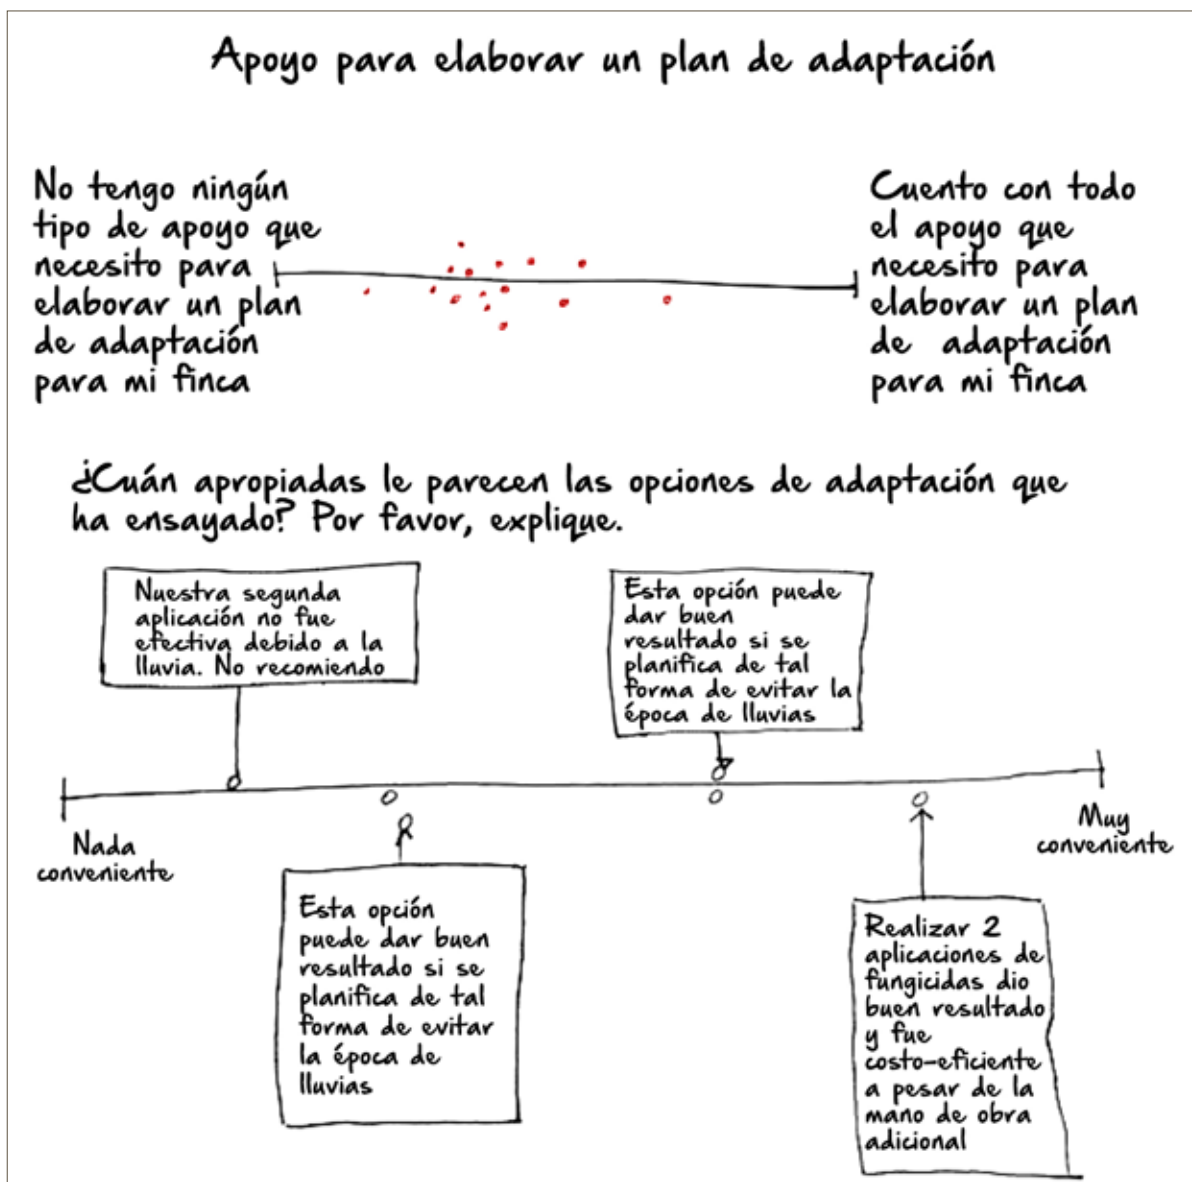 Apoyo para elaborar un plan de adaptación
No tengo ningún
tipo de apoyo que
necesito para
elaborar un plan
de adaptación
para mi finca
Cuento con todo
el apoyo que
necesito para
elaborar un plan
de adaptación
para mi finca
¿Cuán apropiadas le parecen las opciones de adaptación que
ha ensayado? Por favor, explique.
Nuestra segunda
aplicación no fue
efectiva debido a la
lluvia. No recomiendo
Esta opción puede
dar buen
resultado si se
planifica de tal
forma de evitar la
época de lluvias
Nada
conveniente
Muy
conveniente
Esta opción
puede dar buen
resultado si se
planifica de tal
forma de evitar
la época de
lluvias
Realizar 2
aplicaciones de
fungicidas dio
buen resultado
y fue
costo-eficiente
a pesar de la
mano de obra
adicional